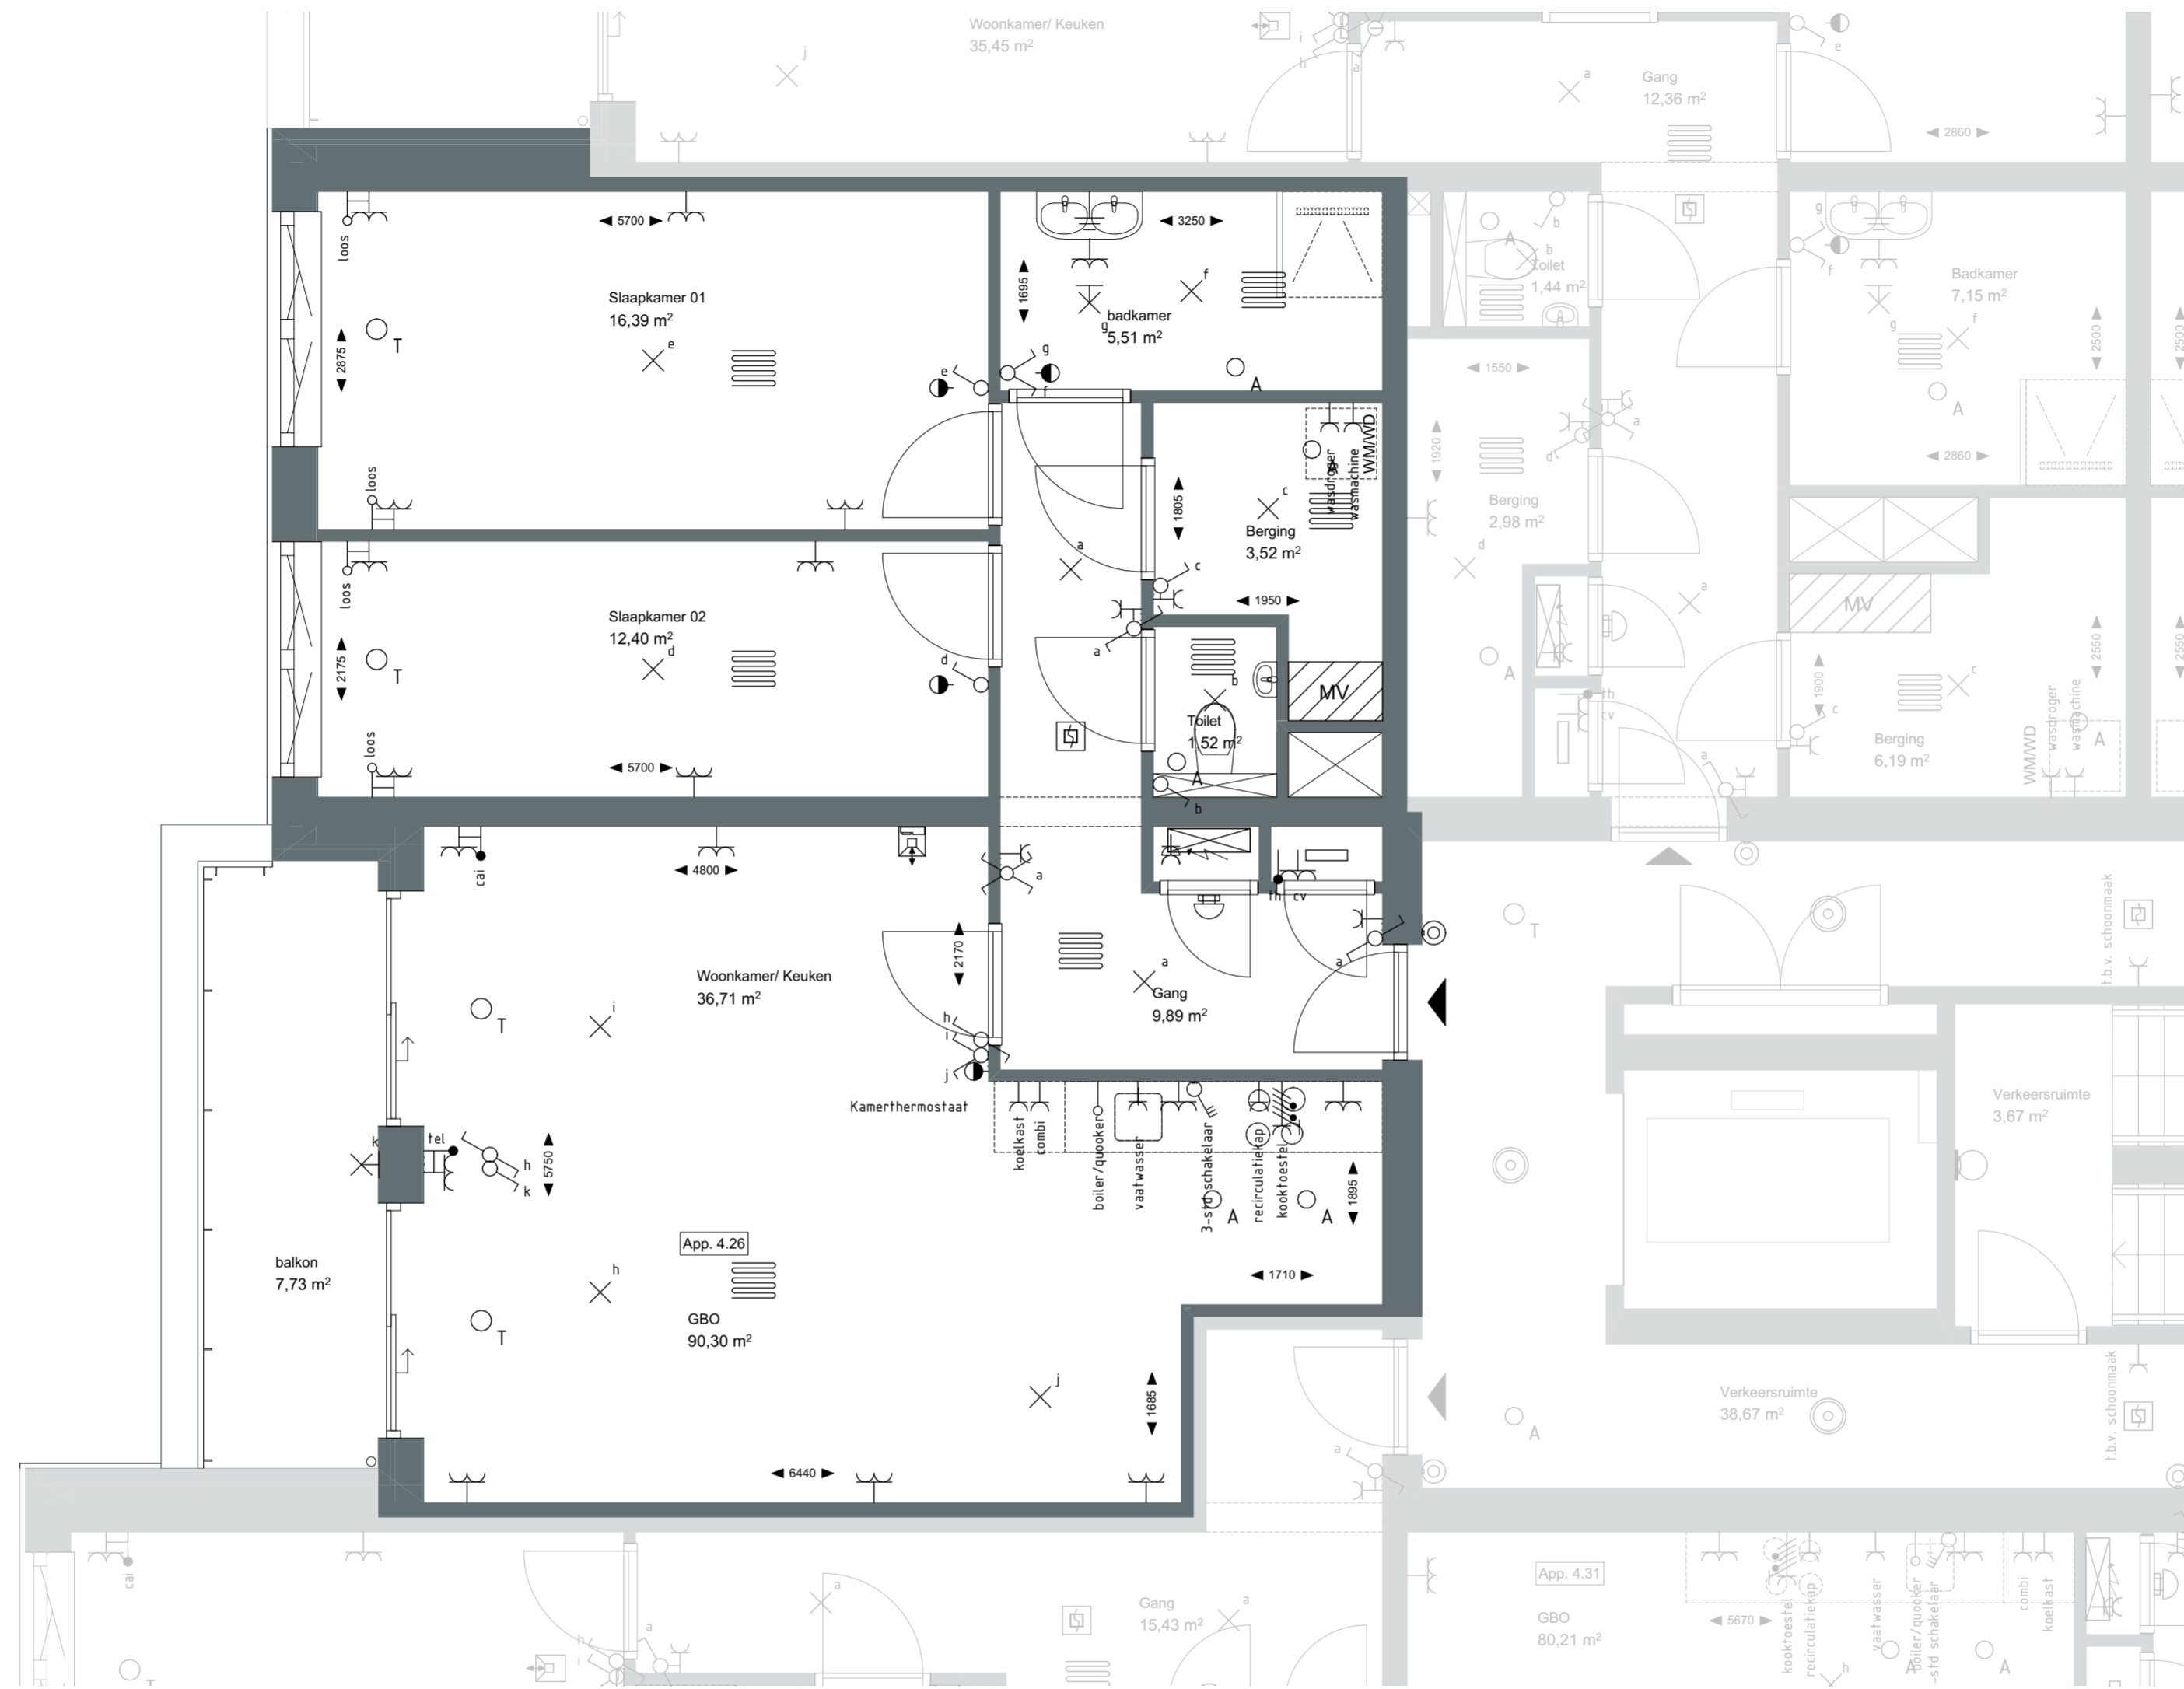 Woonkamer/ Keuken
35,45 m²
j
i
h
a
a
Gang
12,36 m²
e
2860
loos
5700
3250
1695
Slaapkamer 01
16,39 m²
e
2875
T
f
badkamer
g
5,51 m²
g
f
e
A
loos
b
A
b
Toilet
1,44 m²
g
f
Badkamer
7,15 m²
g
f
2500
2500
A
2860
1550
1920
a
d
Berging
2,98 m²
d
A
WM/WD
wasdroger
wasmachine
c
1805
Berging
3,52 m²
c
1950
a
a
loos
Slaapkamer 02
12,40 m²
d
2175
T
d
loos
5700
b
Toilet
1,52 m²
A
b
MV
a
MV
th
cv
1900
c
c
2550
2550
wasdroger
wasmachine
WM/WD
A
Berging
6,19 m²
a
cai
4800
a
th
cv
2170
a
a
Gang
9,89 m²
Woonkamer/ Keuken
36,71 m²
T
i
h
i
j
Kamerthermostaat
koelkast
combi
boiler/quooker
vaatwasser
3-std schakelaar
recirculatiekap
kooktoestel
A
A
1895
1710
k
tel
h
k
5750
App. 4.26
balkon
7,73 m²
h
GBO
90,30 m²
T
j
1685
6440
T
t.b.v. schoonmaak
Verkeersruimte
3,67 m²
Verkeersruimte
38,67 m²
A
t.b.v. schoonmaak
a
cai
T
h
i
a
a
Gang
15,43 m²
a
App. 4.31
GBO
80,21 m²
5670
kooktoestel
recirculatiekap
vaatwasser
boiler/quooker
-std schakelaar
combi
koelkast
A
A
h